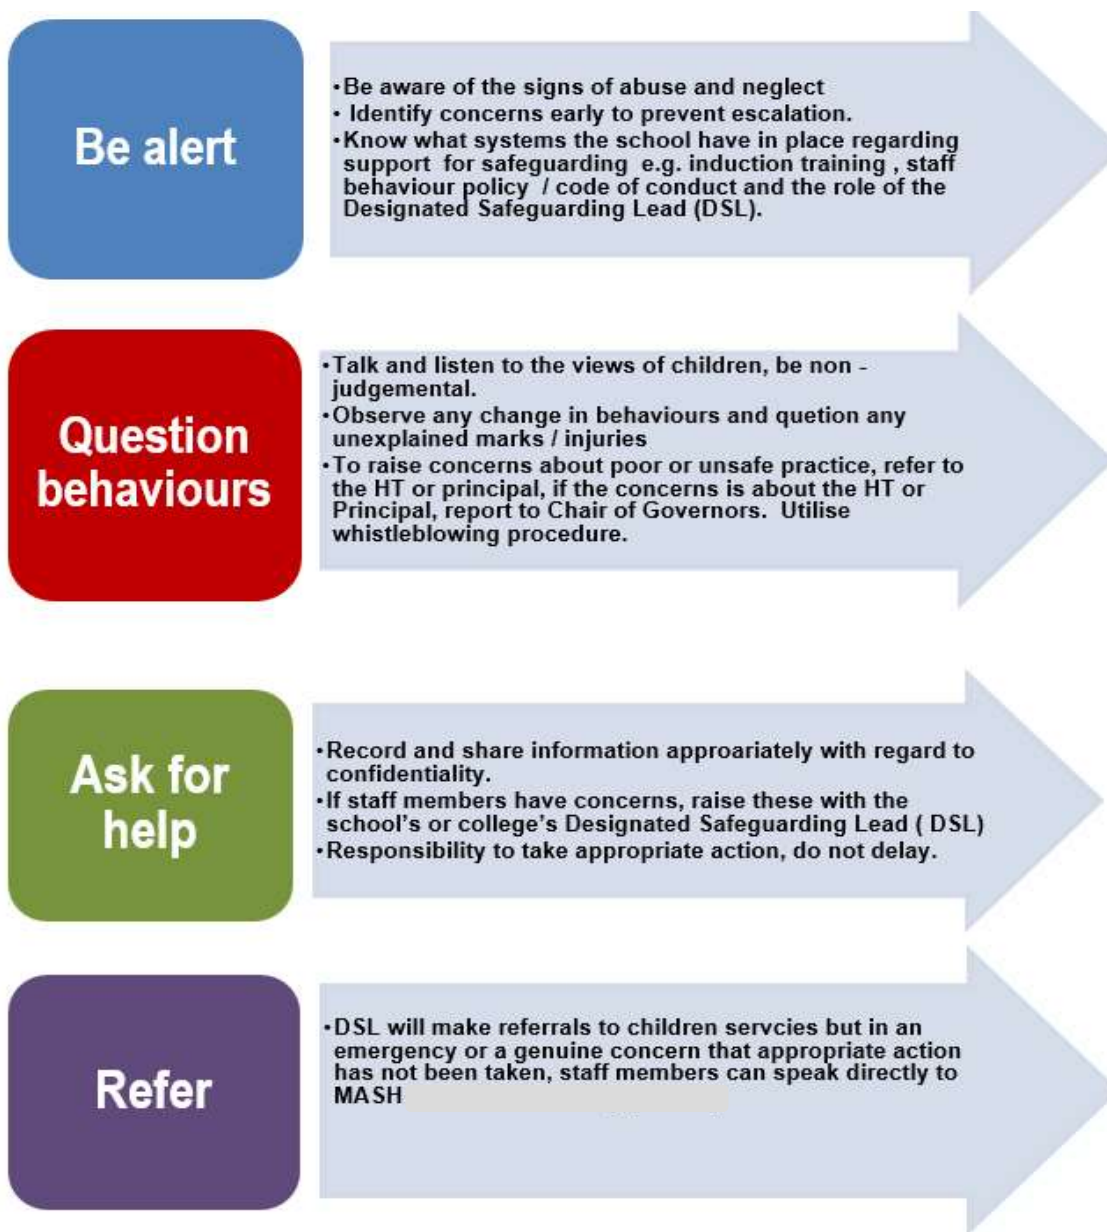 Be alert
•Be aware of the signs of abuse and neglect
• Identify concerns early to prevent escalation.
•Know what systems the school have in place regarding
support for safeguarding e.g. induction training , staff
behaviour policy / code of conduct and the role of the
Designated Safeguarding Lead (DSL).
Question
behaviours
•Talk and listen to the views of children, be non -
judgemental.
•Observe any change in behaviours and quetion any
unexplained marks / injuries
•To raise concerns about poor or unsafe practice, refer to
the HT or principal, if the concerns is about the HT or
Principal, report to Chair of Governors. Utilise
whistleblowing procedure.
Ask for
help
•Record and share information approariately with regard to
confidentiality.
•If staff members have concerns, raise these with the
school's or college's Designated Safeguarding Lead ( DSL)
•Responsibility to take appropriate action, do not delay.
Refer
•DSL will make referrals to children servcies but in an
emergency or a genuine concern that appropriate action
has not been taken, staff members can speak directly to
MASH